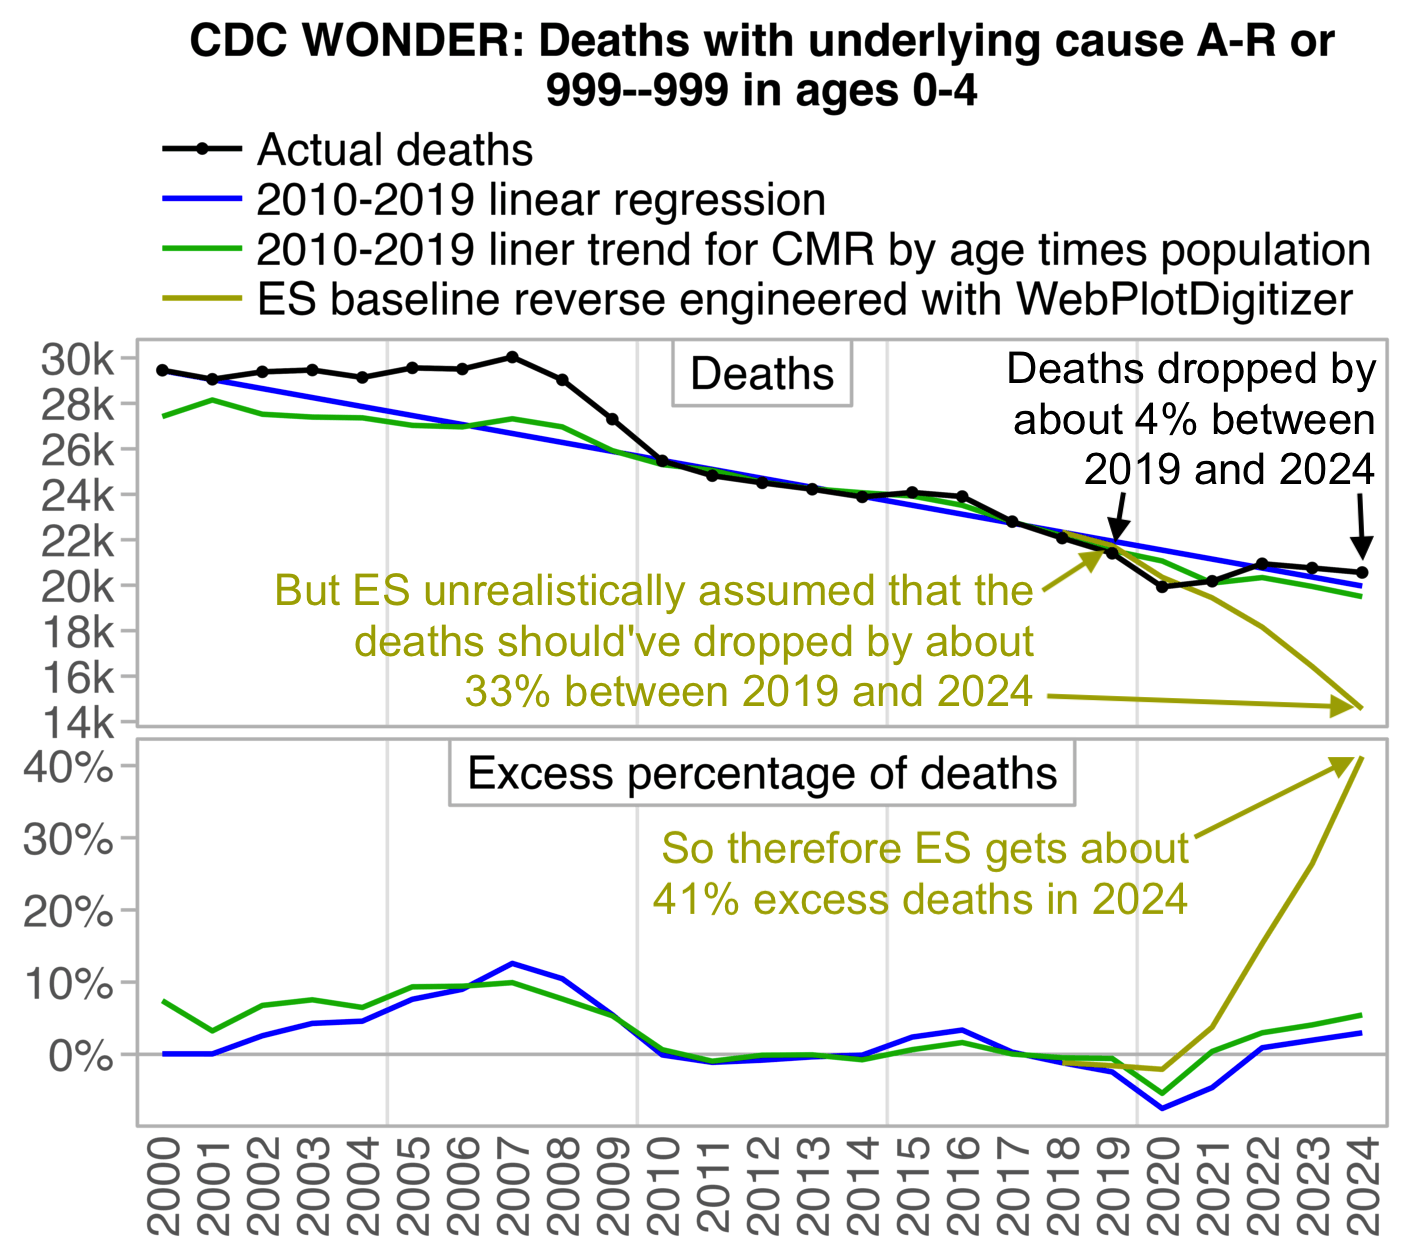 CDC WONDER: Deaths with underlying cause A-R or
999--999 in ages 0-4
Actual deaths
2010-2019 linear regression
2010-2019 liner trend for CMR by age times population
ES baseline reverse engineered with WebPlotDigitizer
Deaths
30k
28k
26k
24k
22k
20k
18k
16k
14k
Deaths dropped by
about 4% between
2019 and 2024
But ES unrealistically assumed that the
deaths should've dropped by about
33% between 2019 and 2024
Excess percentage of deaths
40%
30%
20%
10%
0%
So therefore ES gets about
41% excess deaths in 2024
2000
2001
2002
2003
2004
2005
2006
2007
2008
2009
2010
2011
2012
2013
2014
2015
2016
2017
2018
2019
2020
2021
2022
2023
2024